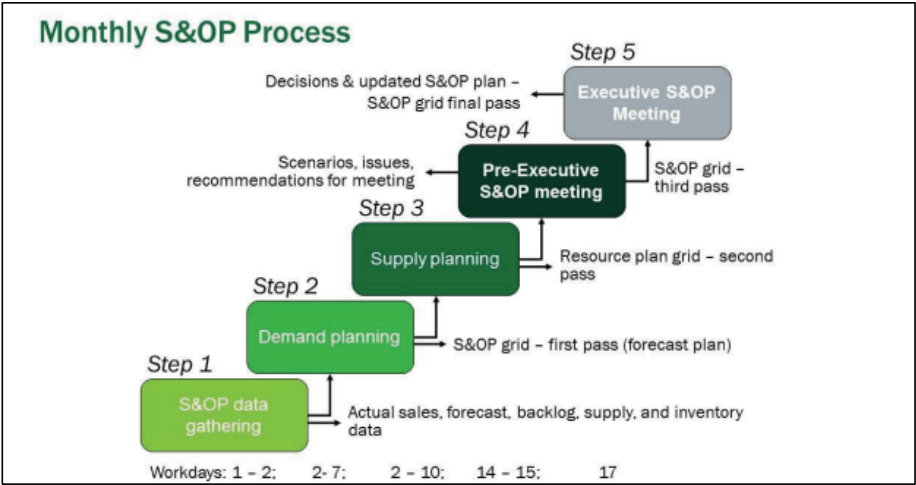 Monthly S&OP Process
Step 5
Executive S&OP
Meeting
Decisions & updated S&OP plan –
S&OP grid final pass
Step 4
Pre-Executive
S&OP meeting
S&OP grid –
third pass
Scenarios, issues,
recommendations for meeting
Step 3
Supply planning
Resource plan grid – second
pass
Step 2
Demand planning
S&OP grid – first pass (forecast plan)
Step 1
S&OP data
gathering
Actual sales, forecast, backlog, supply, and inventory
data
Workdays: 1 – 2; 2- 7; 2 – 10; 14 – 15; 17